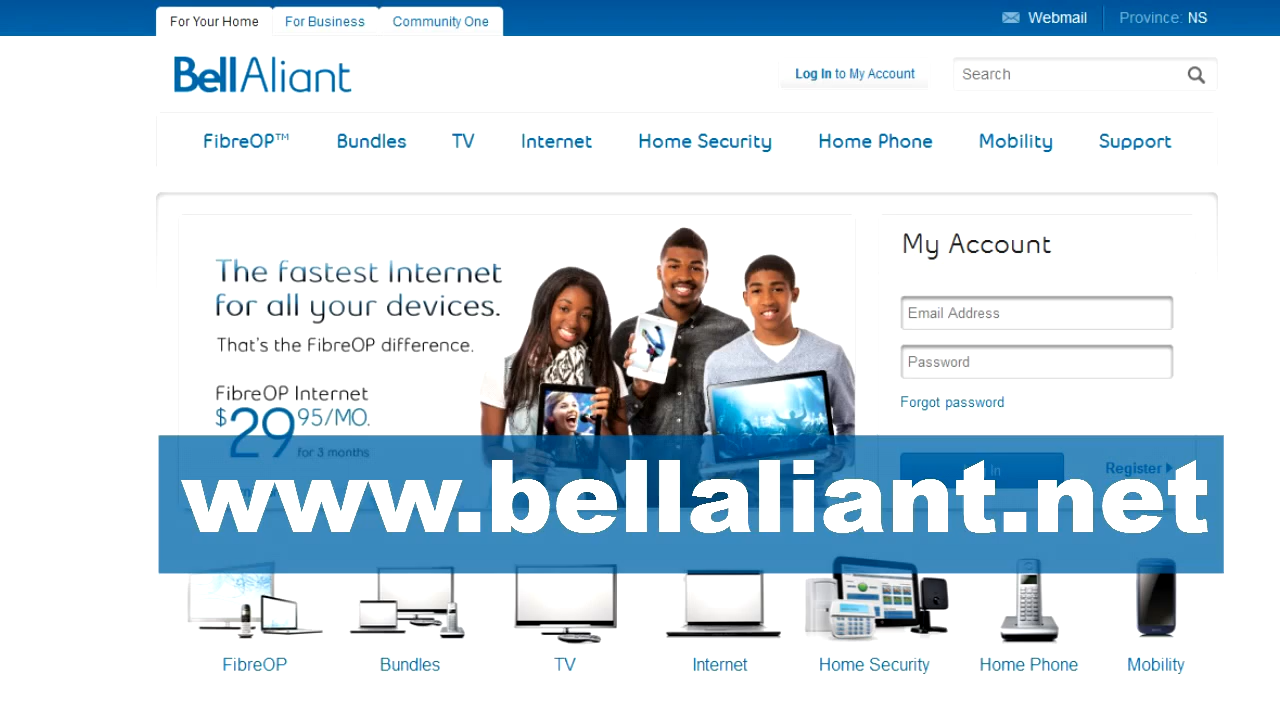 For Your Home For Business Community One Webmail Province: NS
BellAliant Log In to My Account Search
FibreOP™ Bundles TV Internet Home Security Home Phone Mobility Support
My Account
The fastest Internet
for all your devices.
That's the FibreOP difference.
FibreOP Internet
$29 95/MO.
for 3 months
Email Address
Password
Forgot password
Register
www.bellaliant.net
FibreOP Bundles TV Internet Home Security Home Phone Mobility